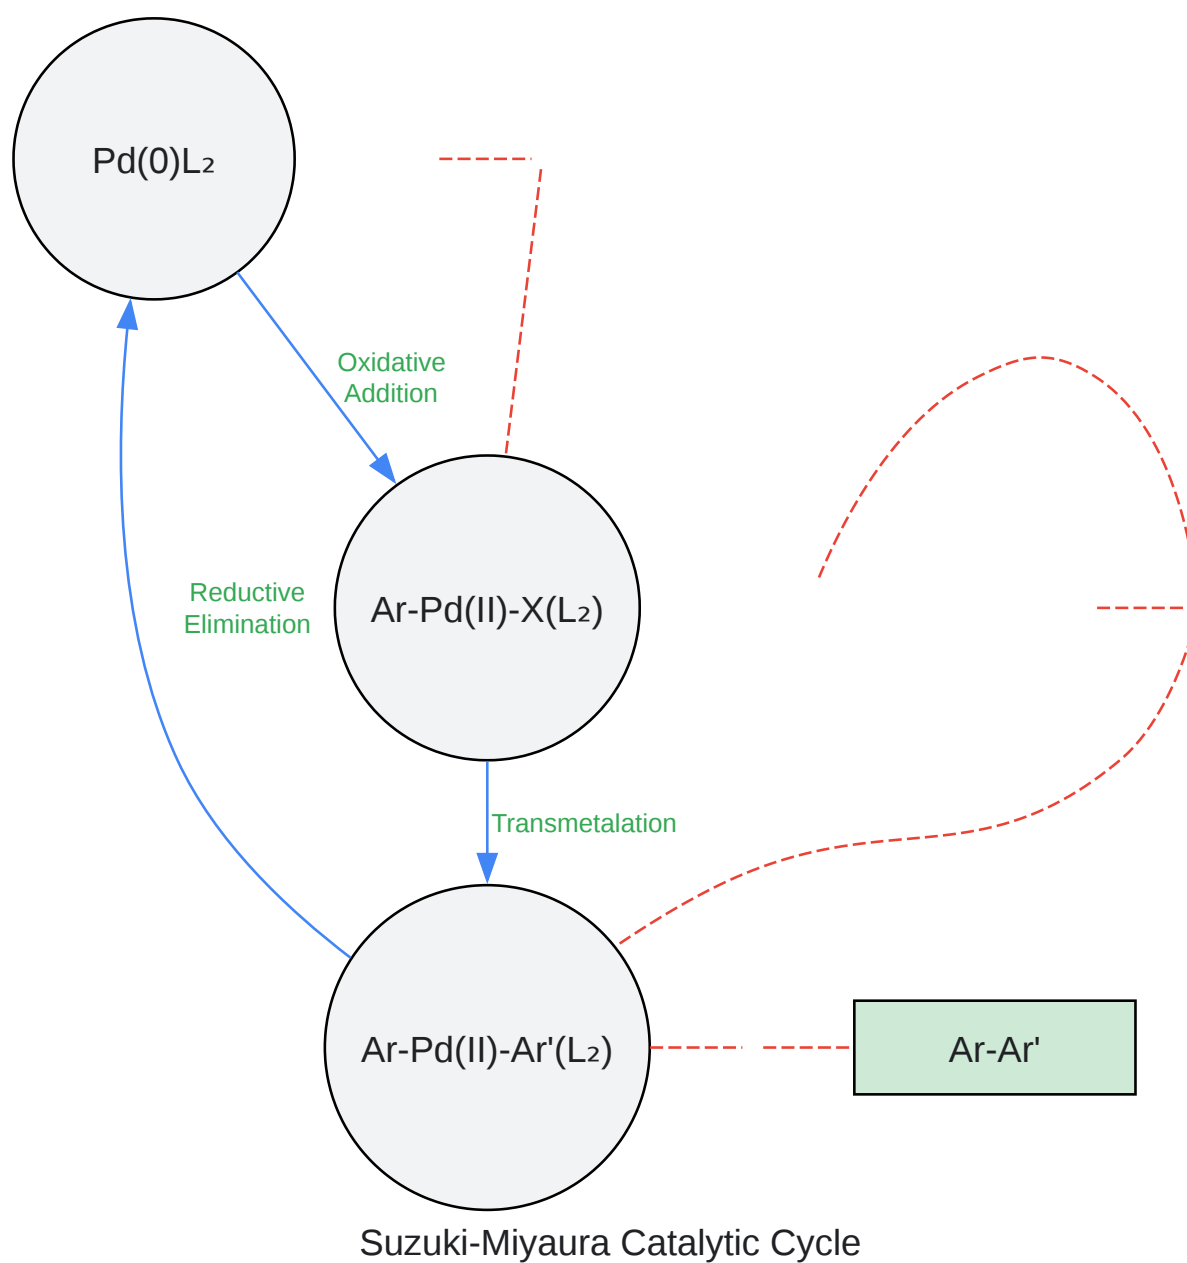 Pd(0)L₂
Oxidative
Addition
Reductive
Elimination
Ar-Pd(II)-X(L₂)
Transmetalation
Ar-Pd(II)-Ar'(L₂)
Ar-Ar'
Suzuki-Miyaura Catalytic Cycle